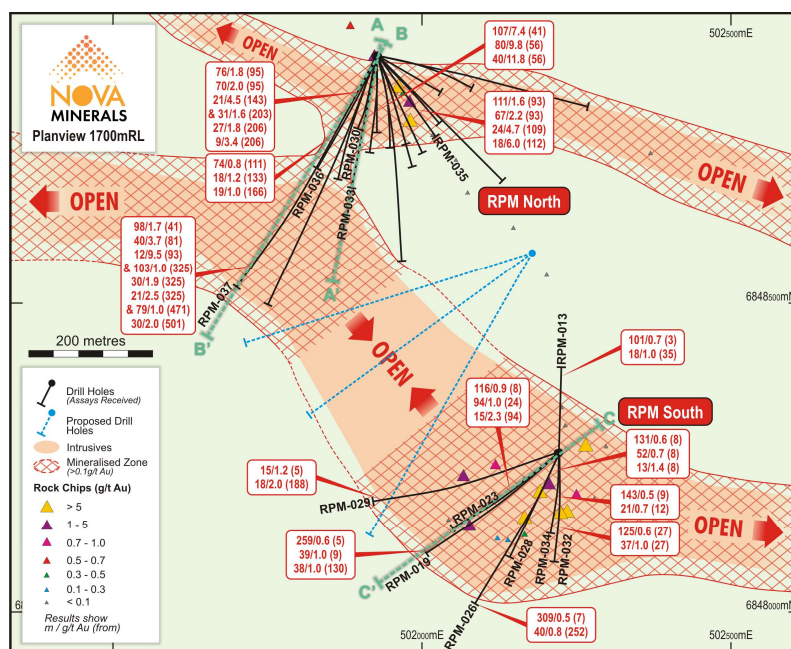 A
B
502500mE
OPEN
107/7.4 (41)
80/9.8 (56)
40/11.8 (56)
NOVA
MINERALS
Planview 1700mRL
76/1.8 (95)
70/2.0 (95)
21/4.5 (143)
& 31/1.6 (203)
27/1.8 (206)
9/3.4 (206)
111/1.6 (93)
67/2.2 (93)
24/4.7 (109)
18/6.0 (112)
RPM-030
RPM-035
74/0.8 (111)
18/1.2 (133)
19/1.0 (166)
RPM-036
RPM-033
OPEN
RPM North
OPEN
98/1.7 (41)
40/3.7 (81)
12/9.5 (93)
& 103/1.0 (325)
30/1.9 (325)
21/2.5 (325)
& 79/1.0 (471)
30/2.0 (501)
RPM-037
A'
B'
6848500mN
200 metres
OPEN
RPM-013
101/0.7 (3)
18/1.0 (35)
116/0.9 (8)
94/1.0 (24)
15/2.3 (94)
C
RPM South
131/0.6 (8)
52/0.7 (8)
13/1.4 (8)
15/1.2 (5)
18/2.0 (188)
RPM-029
RPM-023
143/0.5 (9)
21/0.7 (12)
259/0.6 (5)
39/1.0 (9)
38/1.0 (130)
RPM-019
C'
RPM-028
RPM-034
RPM-032
125/0.6 (27)
37/1.0 (27)
OPEN
RPM-026
309/0.5 (7)
40/0.8 (252)
Drill Holes
(Assays Received)
Proposed Drill
Holes
Intrusives
Mineralised Zone
(>0.1g/t Au)
Rock Chips (g/t Au)
> 5
1 - 5
0.7 - 1.0
0.5 - 0.7
0.3 - 0.5
0.1 - 0.3
< 0.1
Results show
m / g/t Au (from)
502000mE
502500mE